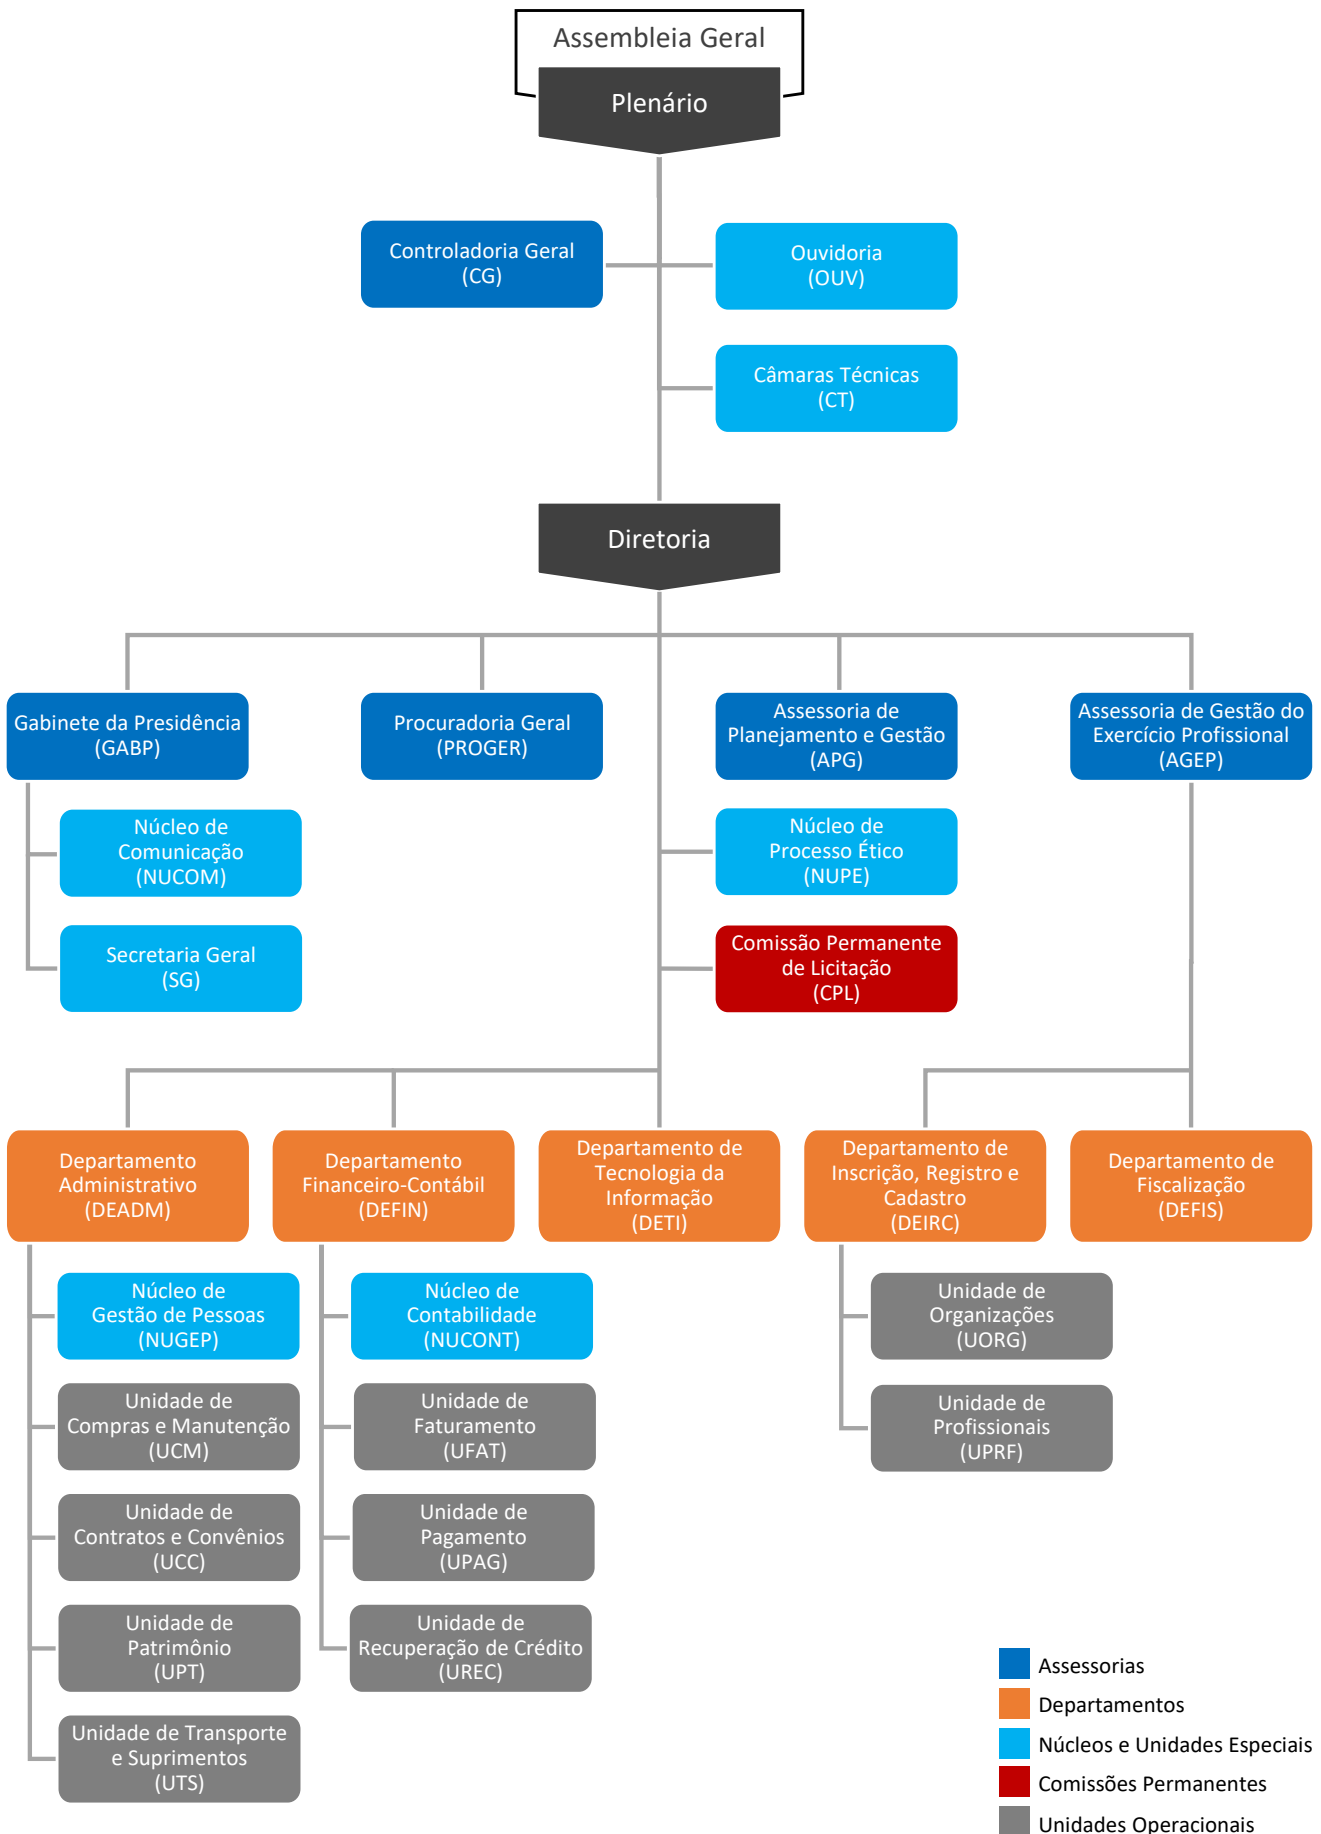 Assembleia Geral
Plenário
Controladoria Geral
(CG)
Ouvidoria
(OUV)
Câmaras Técnicas
(CT)
Diretoria
Gabinete da Presidência
(GABP)
Procuradoria Geral
(PROGER)
Assessoria de
Planejamento e Gestão
(APG)
Assessoria de Gestão do
Exercício Profissional
(AGEP)
Núcleo de
Comunicação
(NUCOM)
Núcleo de
Processo Ético
(NUPE)
Secretaria Geral
(SG)
Comissão Permanente
de Licitação
(CPL)
Departamento
Administrativo
(DEADM)
Departamento
Financeiro-Contábil
(DEFIN)
Departamento de
Tecnologia da
Informação
(DETI)
Departamento de
Inscrição, Registro e
Cadastro
(DEIRC)
Departamento de
Fiscalização
(DEFIS)
Núcleo de
Gestão de Pessoas
(NUGEP)
Núcleo de
Contabilidade
(NUCONT)
Unidade de
Organizações
(UORG)
Unidade de
Compras e Manutenção
(UCM)
Unidade de
Faturamento
(UFAT)
Unidade de
Profissionais
(UPRF)
Unidade de
Contratos e Convênios
(UCC)
Unidade de
Pagamento
(UPAG)
Unidade de
Patrimônio
(UPT)
Unidade de
Recuperação de Crédito
(UREC)
Unidade de Transporte
e Suprimentos
(UTS)
Assessorias
Departamentos
Núcleos e Unidades Especiais
Comissões Permanentes
Unidades Operacionais